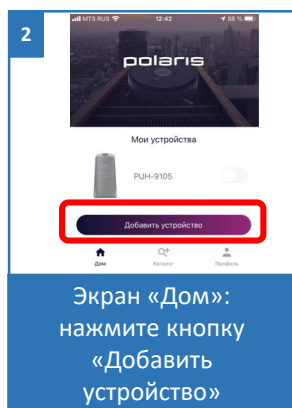 2
MTS RUS 12:42 88 %
polaris
Мои устройства
PUH-9105
Добавить устройство
Дом Каталог Профиль
Экран «Дом»:
нажмите кнопку
«Добавить
устройство»